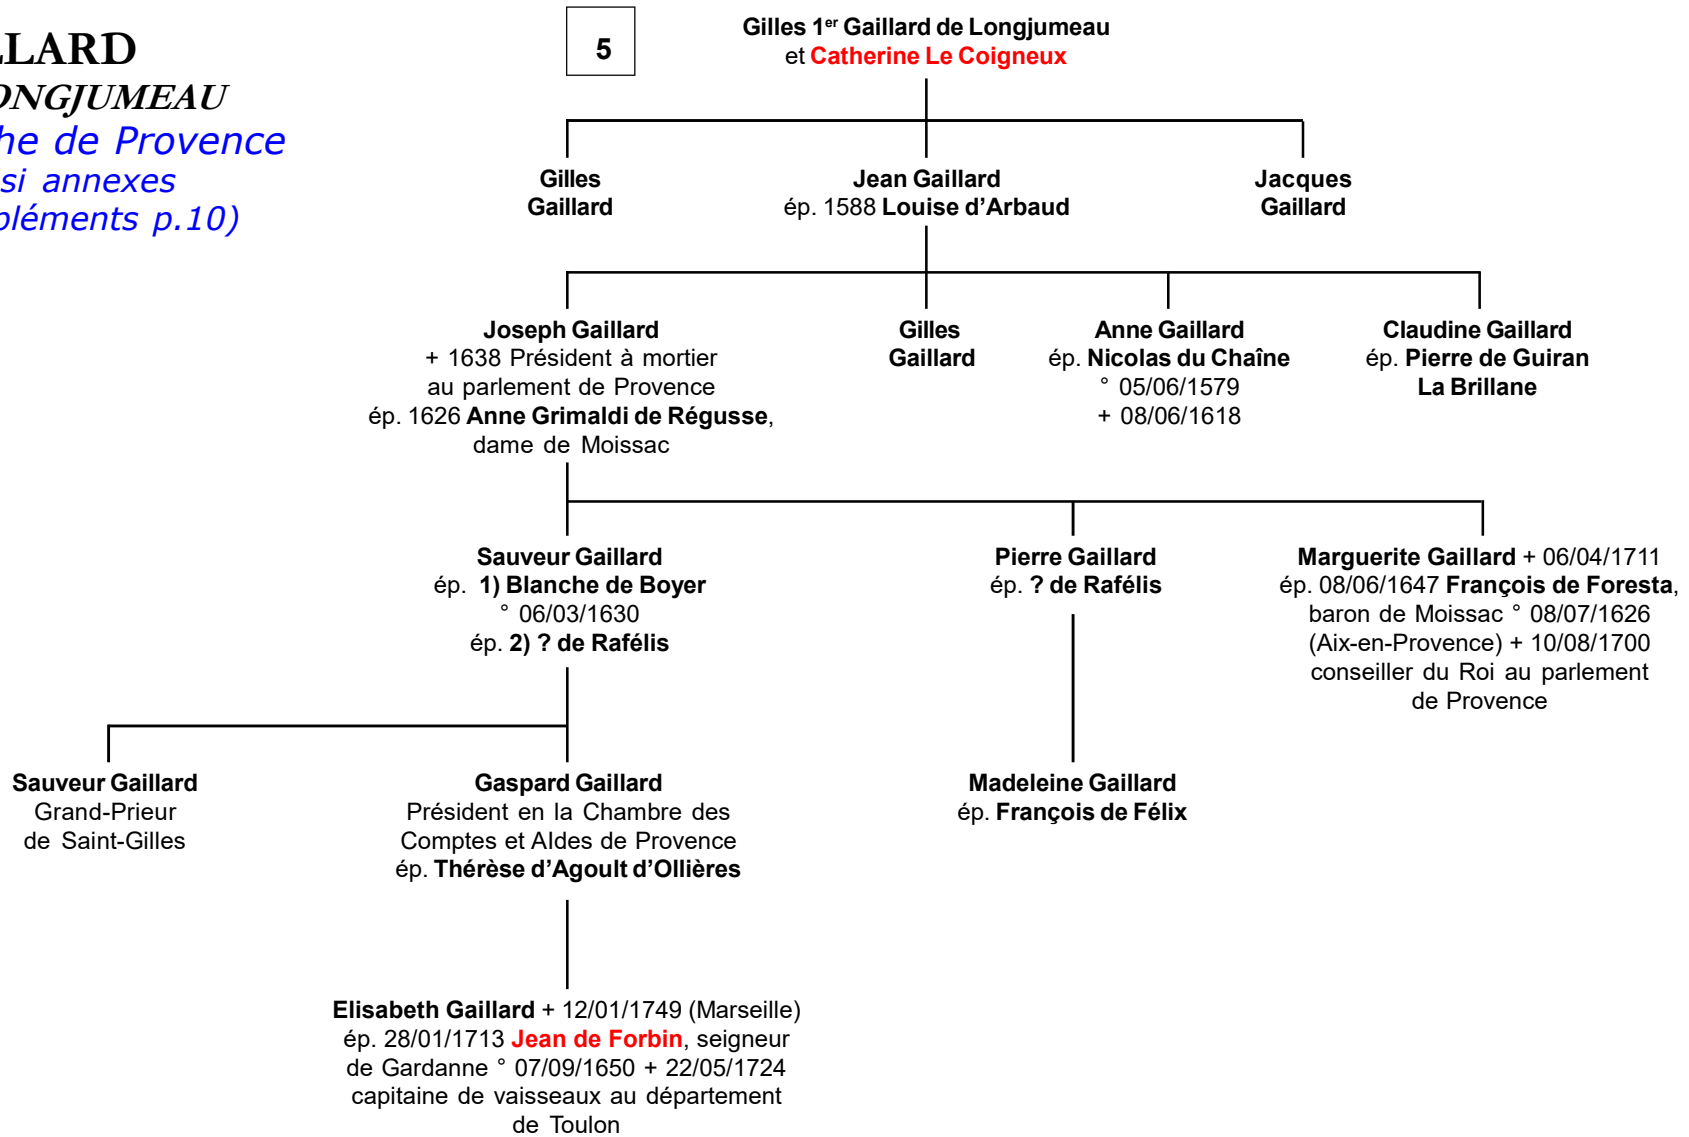 LLARD
ONGJUMEAU
he de Provence
si annexes
pléments p.10)
5
Gilles 1er Gaillard de Longjumeau
et Catherine Le Coigneux
Gilles
Gaillard
Jean Gaillard
ép. 1588 Louise d’Arbaud
Jacques
Gaillard
Joseph Gaillard
+ 1638 Président à mortier
au parlement de Provence
ép. 1626 Anne Grimaldi de Régusse,
dame de Moissac
Gilles
Gaillard
Anne Gaillard
ép. Nicolas du Chaîne
° 05/06/1579
+ 08/06/1618
Claudine Gaillard
ép. Pierre de Guiran
La Brillane
Sauveur Gaillard
ép. 1) Blanche de Boyer
° 06/03/1630
ép. 2) ? de Rafélis
Pierre Gaillard
ép. ? de Rafélis
Marguerite Gaillard + 06/04/1711
ép. 08/06/1647 François de Foresta,
baron de Moissac ° 08/07/1626
(Aix-en-Provence) + 10/08/1700
conseiller du Roi au parlement
de Provence
Sauveur Gaillard
Grand-Prieur
de Saint-Gilles
Gaspard Gaillard
Président en la Chambre des
Comptes et AIdes de Provence
ép. Thérèse d’Agoult d’Ollières
Madeleine Gaillard
ép. François de Félix
Elisabeth Gaillard + 12/01/1749 (Marseille)
ép. 28/01/1713 Jean de Forbin, seigneur
de Gardanne ° 07/09/1650 + 22/05/1724
capitaine de vaisseaux au département
de Toulon